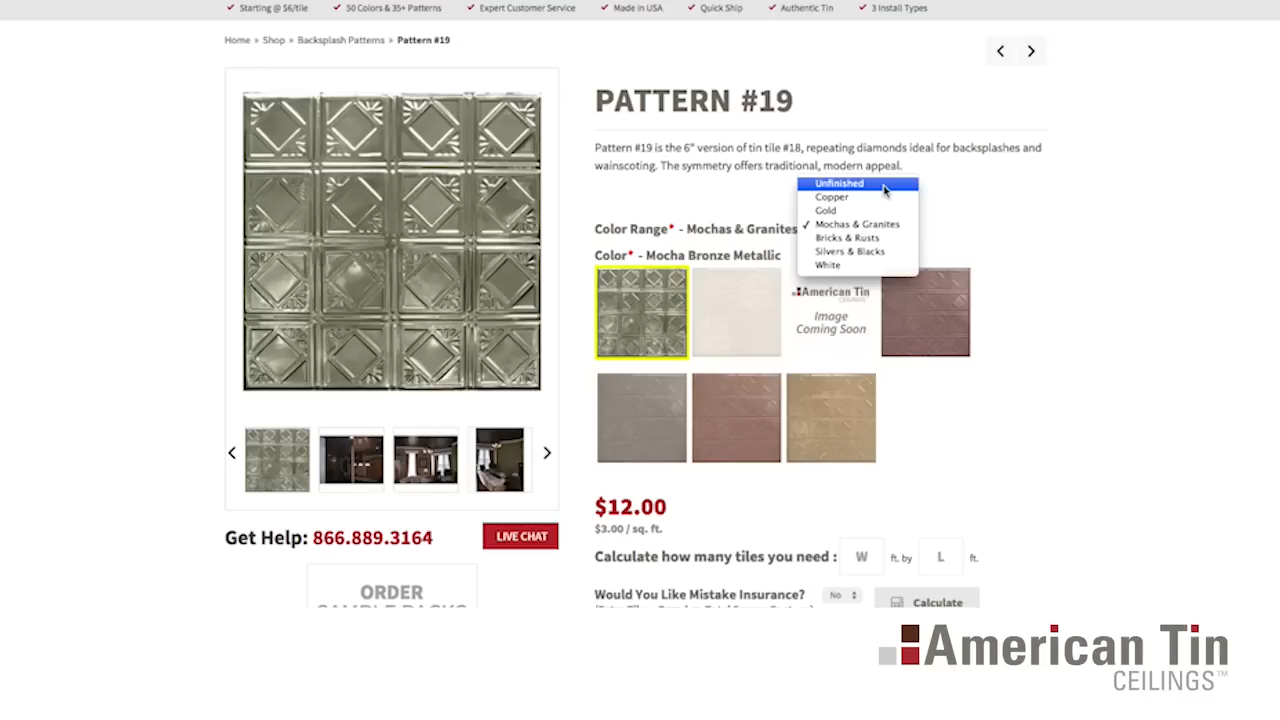 Starting @ $6/tile
50 Colors & 35+ Patterns
Expert Customer Service
Made in USA
Quick Ship
Authentic Tin
3 Install Types
Home » Shop » Backsplash Patterns » Pattern #19
PATTERN #19
Pattern #19 is the 6" version of tin tile #18, repeating diamonds ideal for backsplashes and
wainscoting. The symmetry offers traditional, modern appeal.
Unfinished
Copper
Gold
✓ Mochas & Granites
Bricks & Rusts
Silvers & Blacks
White
Color Range* - Mochas & Granites
Color* - Mocha Bronze Metallic
American Tin
CEILINGS
Image
Coming Soon
$12.00
$3.00 / sq. ft.
Get Help: 866.889.3164
LIVE CHAT
Calculate how many tiles you need : W ft. by L ft.
Would You Like Mistake Insurance? No
Calculate
ORDER
SAMPLE PACKS
American Tin
CEILINGS™